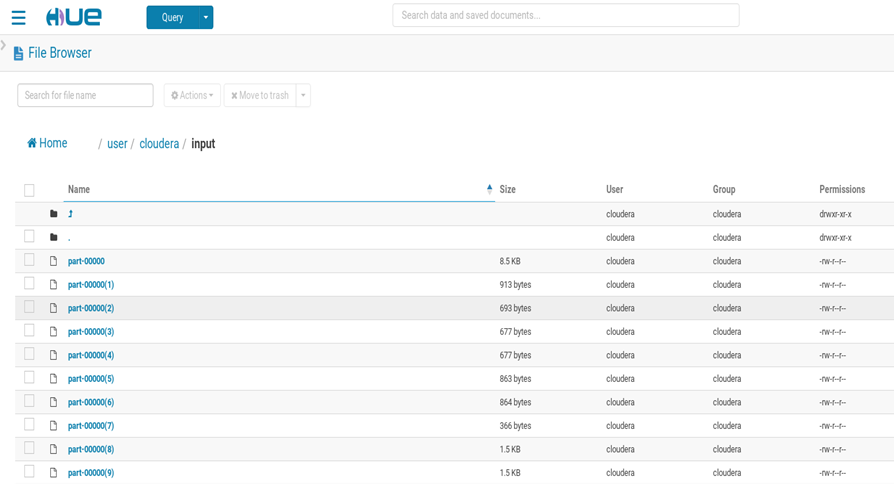 HUE Query Search data and saved documents...
File Browser
Search for file name Actions Move to trash
Home / user / cloudera / input
Name Size User Group Permissions
cloudera cloudera drwxr-xr-x
. cloudera cloudera drwxr-xr-x
part-00000 8.5 KB cloudera cloudera -rw-r--r--
part-00000(1) 913 bytes cloudera cloudera -rw-r--r--
part-00000(2) 693 bytes cloudera cloudera -rw-r--r--
part-00000(3) 677 bytes cloudera cloudera -rw-r--r--
part-00000(4) 677 bytes cloudera cloudera -rw-r--r--
part-00000(5) 863 bytes cloudera cloudera -rw-r--r--
part-00000(6) 864 bytes cloudera cloudera -rw-r--r--
part-00000(7) 366 bytes cloudera cloudera -rw-r--r--
part-00000(8) 1.5 KB cloudera cloudera -rw-r--r--
part-00000(9) 1.5 KB cloudera cloudera -rw-r--r--